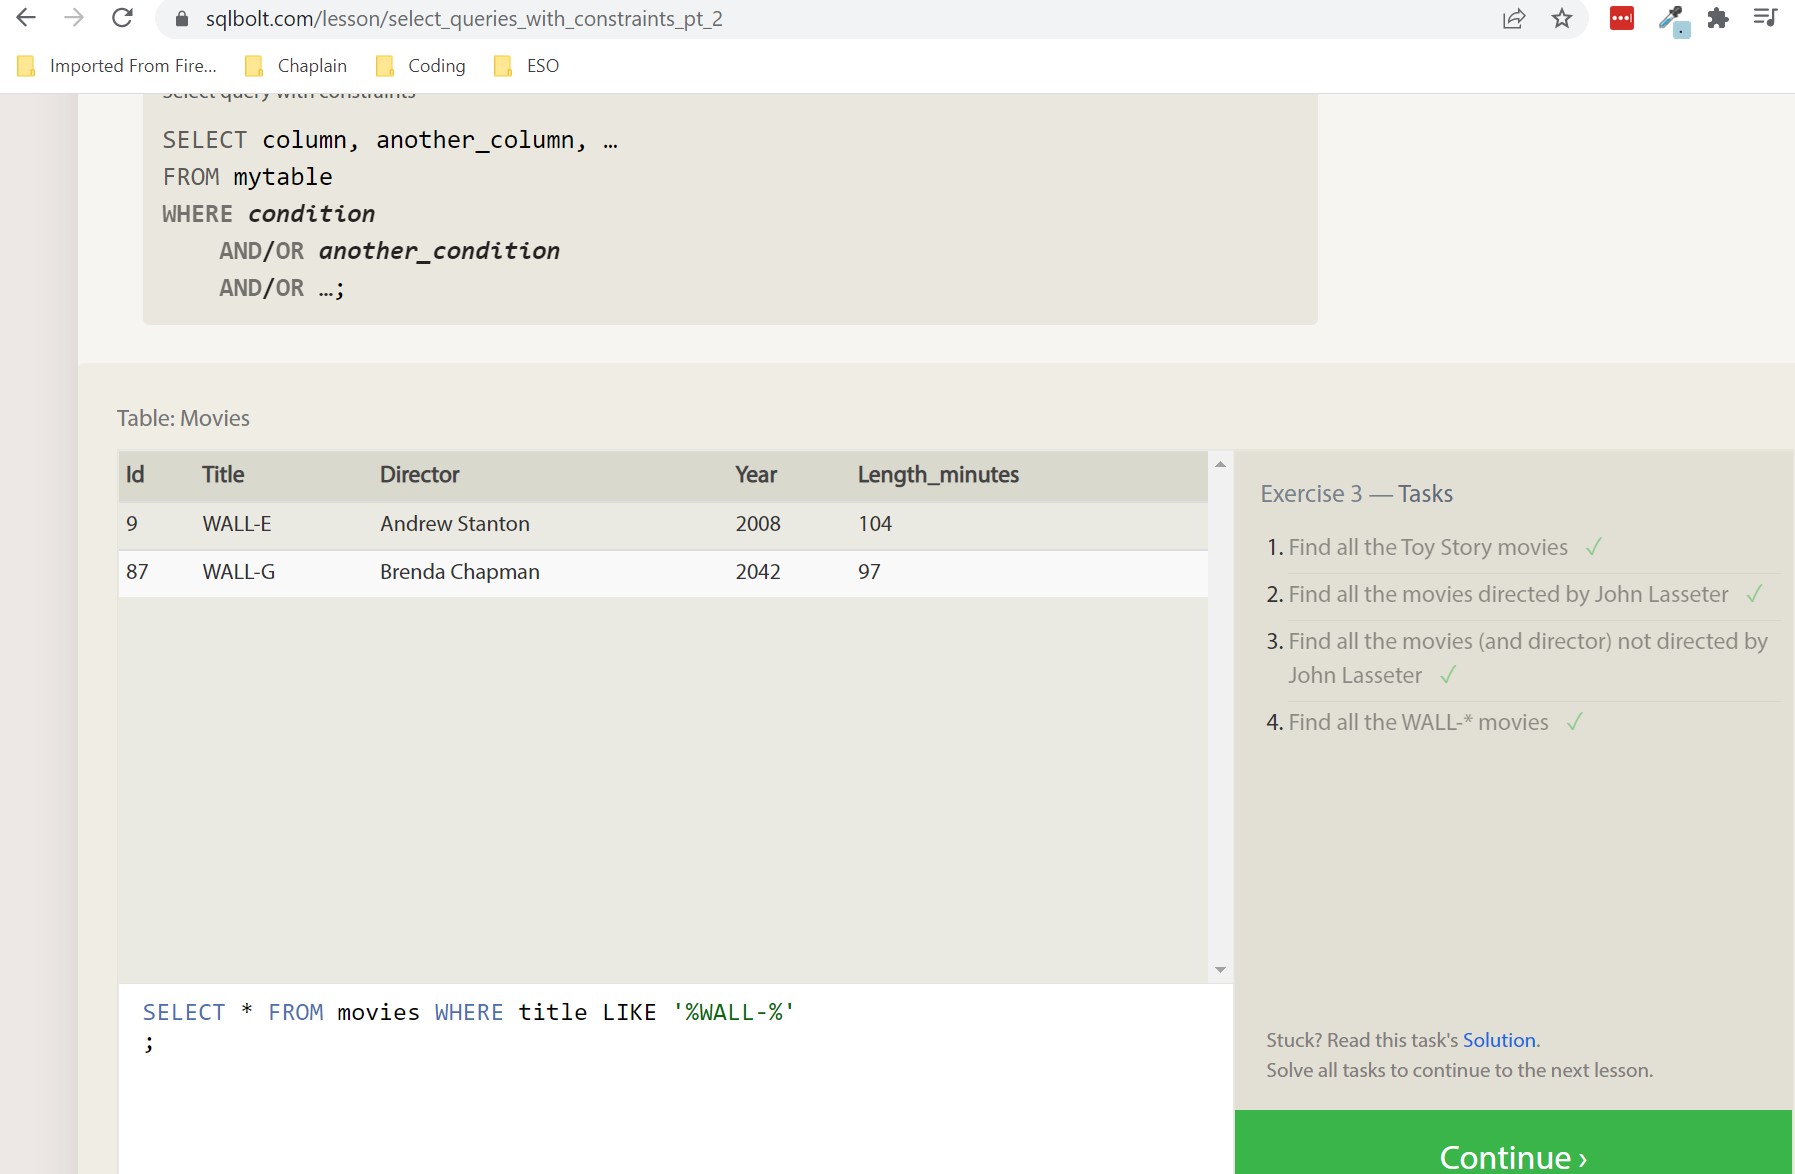 sqlbolt.com/lesson/select_queries_with_constraints_pt_2
Imported From Fire... Chaplain Coding ESO
Select query with constraints
SELECT column, another_column, …
FROM mytable
WHERE condition
AND/OR another_condition
AND/OR …;
Table: Movies
Id Title Director Year Length_minutes
9 WALL-E Andrew Stanton 2008 104
87 WALL-G Brenda Chapman 2042 97
SELECT * FROM movies WHERE title LIKE '%WALL-%'
;
Exercise 3 — Tasks
1. Find all the Toy Story movies ✓
2. Find all the movies directed by John Lasseter ✓
3. Find all the movies (and director) not directed by
John Lasseter ✓
4. Find all the WALL-* movies ✓
Stuck? Read this task's Solution.
Solve all tasks to continue to the next lesson.
Continue ›